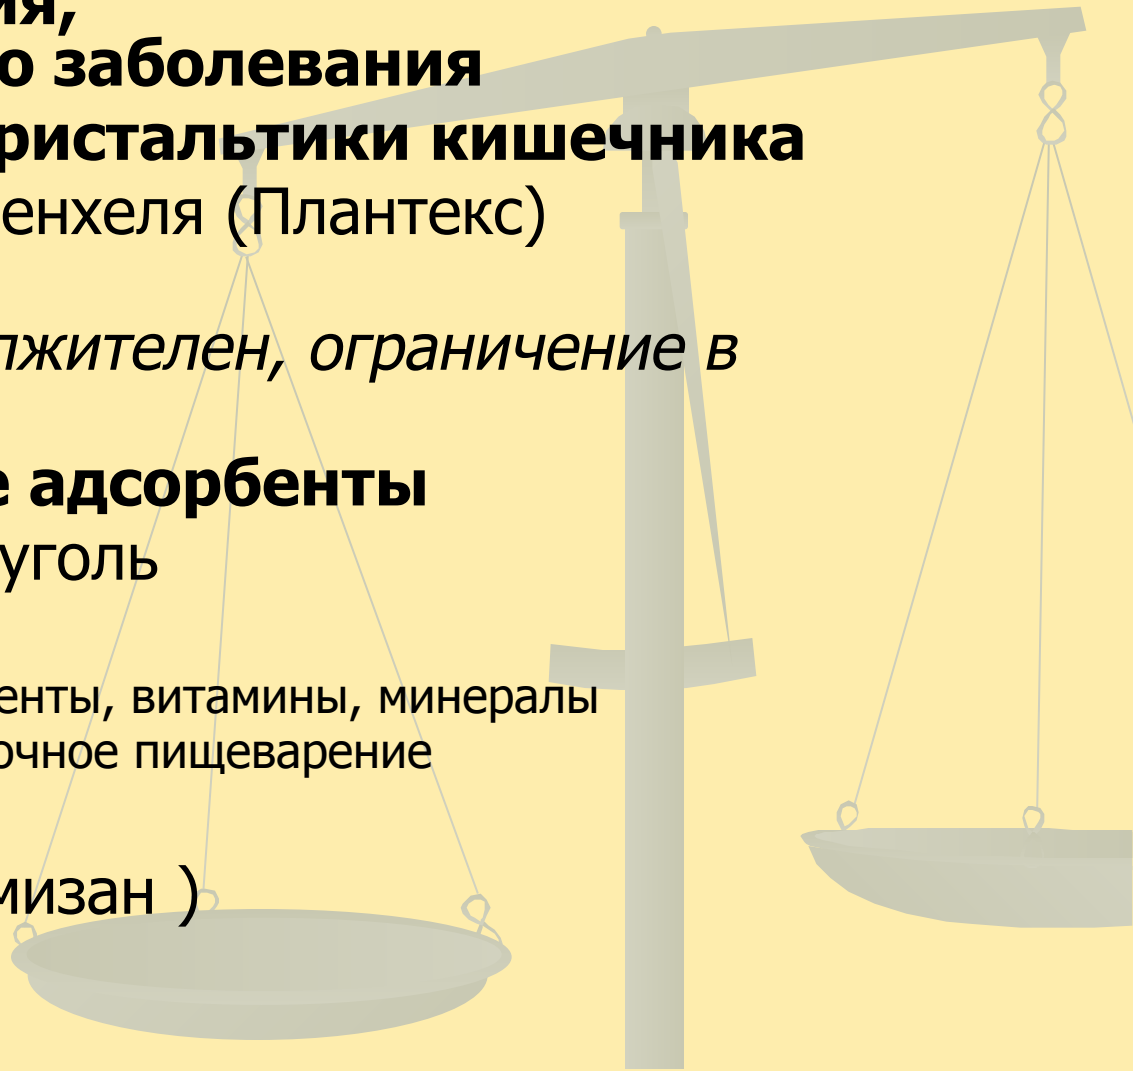 ия,
о заболевания
ристальтики кишечника
енхеля (Плантекс)
лжителен, ограничение в
е адсорбенты
уголь
енты, витамины, минералы
очное пищеварение
мизан )